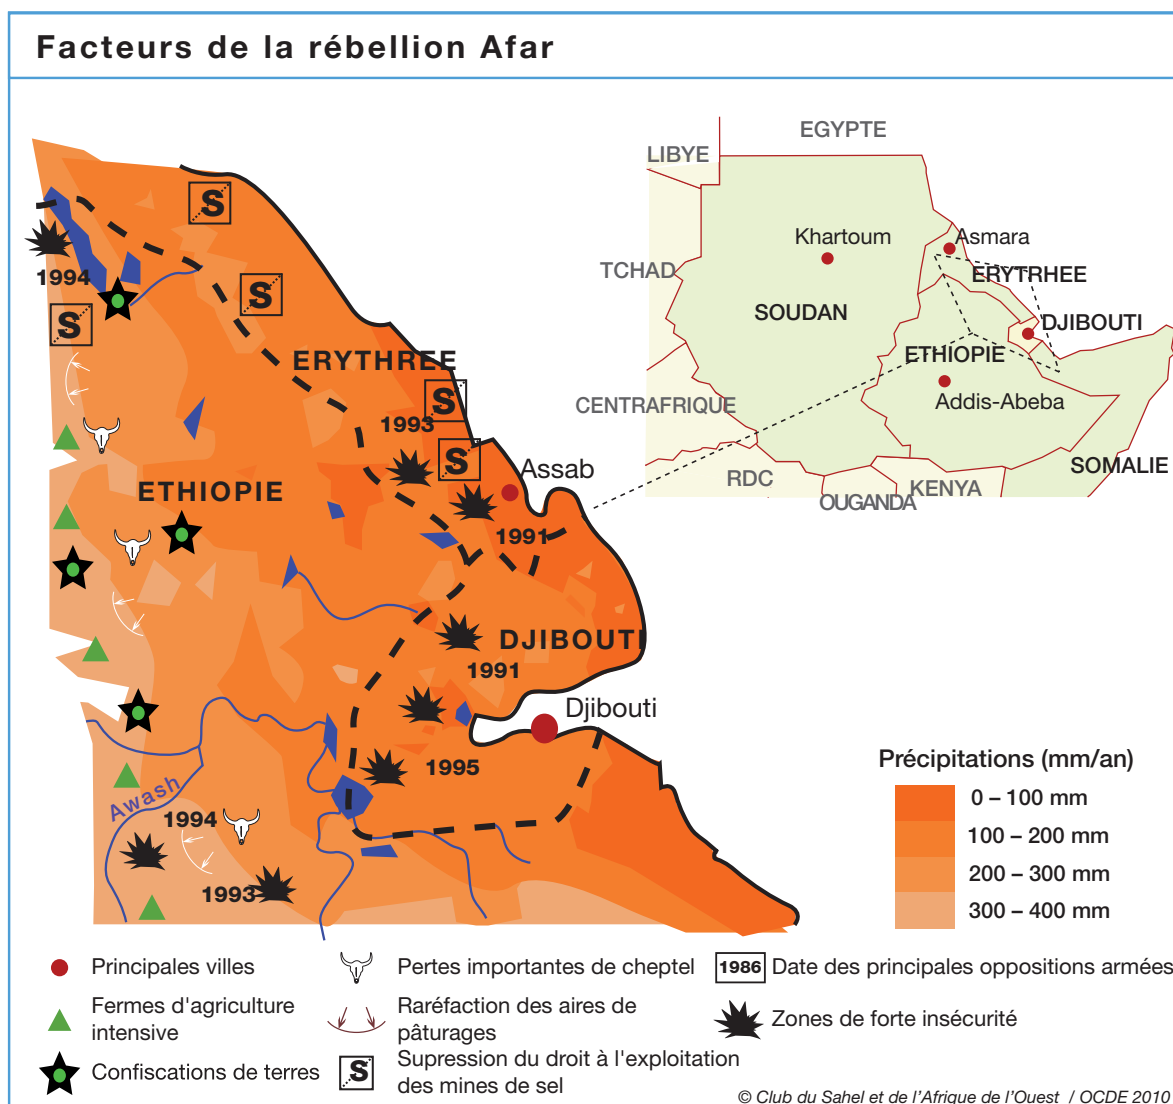 Facteurs de la rébellion Afar
EGYPTE
LIBYE
Khartoum
Asmara
TCHAD
ERYTRHEE
SOUDAN
DJIBOUTI
ETHIOPIE
Addis-Abeba
CENTRAFRIQUE
SOMALIE
RDC
KENYA
OUGANDA
S
1994
S
S
ERYTHREE
S
1993
S
Assab
ETHIOPIE
1991
DJIBOUTI
1991
Djibouti
1995
Awash
1994
1993
Précipitations (mm/an)
0 – 100 mm
100 – 200 mm
200 – 300 mm
300 – 400 mm
Principales villes
Fermes d'agriculture
intensive
Confiscations de terres
Pertes importantes de cheptel
Raréfaction des aires de
pâturages
S
Supression du droit à l'exploitation
des mines de sel
1986
Date des principales oppositions armées
Zones de forte insécurité
© Club du Sahel et de l'Afrique de l'Ouest / OCDE 2010